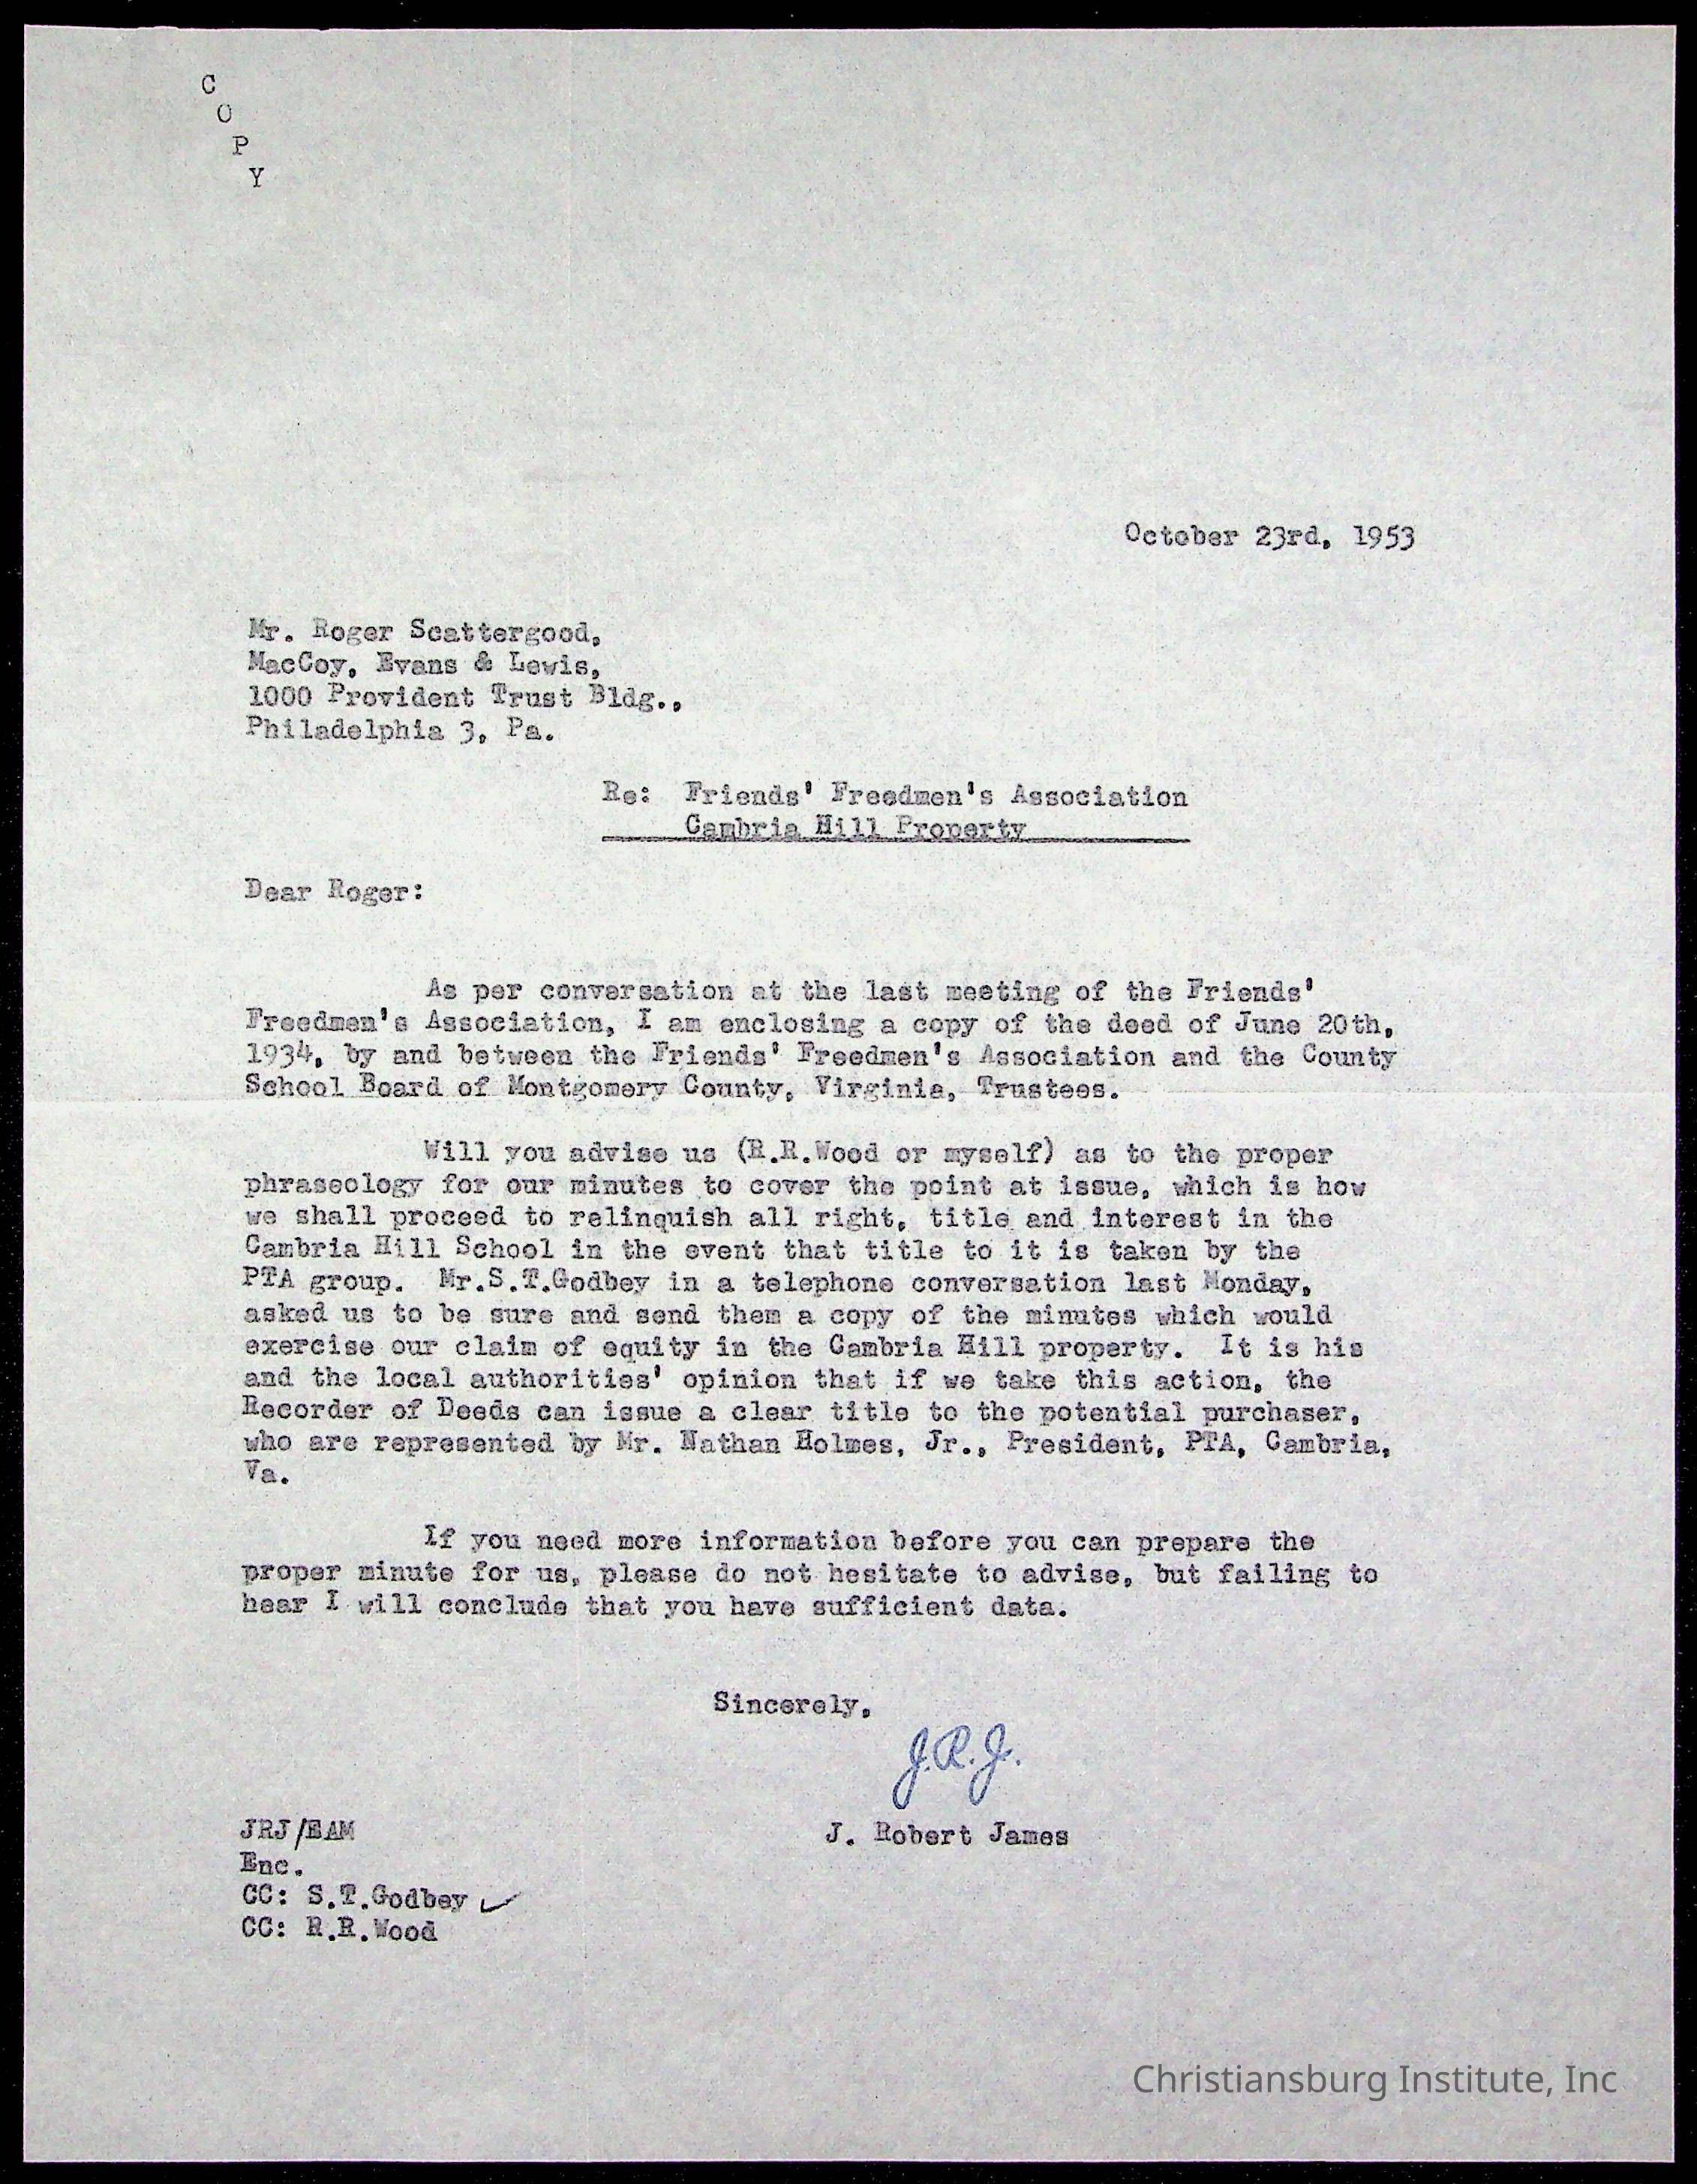 C
O
P
Y
October 23rd, 1953
Mr. Roger Scattergood,
MacCoy, Evans & Lewis,
1000 Provident Trust Bldg.,
Philadelphia 3, Pa.
Re: Friends' Freedmen's Association
Cambria Hill Property
Dear Roger:
As per conversation at the last meeting of the Friends'
Freedmen's Association, I am enclosing a copy of the deed of June 20th,
1934, by and between the Friends' Freedmen's Association and the County
School Board of Montgomery County, Virginia, Trustees.
Will you advise us (R.R.Wood or myself) as to the proper
phraseology for our minutes to cover the point at issue, which is how
we shall proceed to relinquish all right, title and interest in the
Cambria Hill School in the event that title to it is taken by the
PTA group. Mr.S.T.Godbey in a telephone conversation last Monday,
asked us to be sure and send them a copy of the minutes which would
exercise our claim of equity in the Cambria Hill property. It is his
and the local authorities' opinion that if we take this action, the
Recorder of Deeds can issue a clear title to the potential purchaser,
who are represented by Mr. Nathan Holmes, Jr., President, PTA, Cambria,
Va.
If you need more information before you can prepare the
proper minute for us, please do not hesitate to advise, but failing to
hear I will conclude that you have sufficient data.
Sincerely,
J.R.J.
J. Robert James
JRJ/EAM
Enc.
CC: S.T.Godbey ✓
CC: R.R.Wood
Christiansburg Institute, Inc